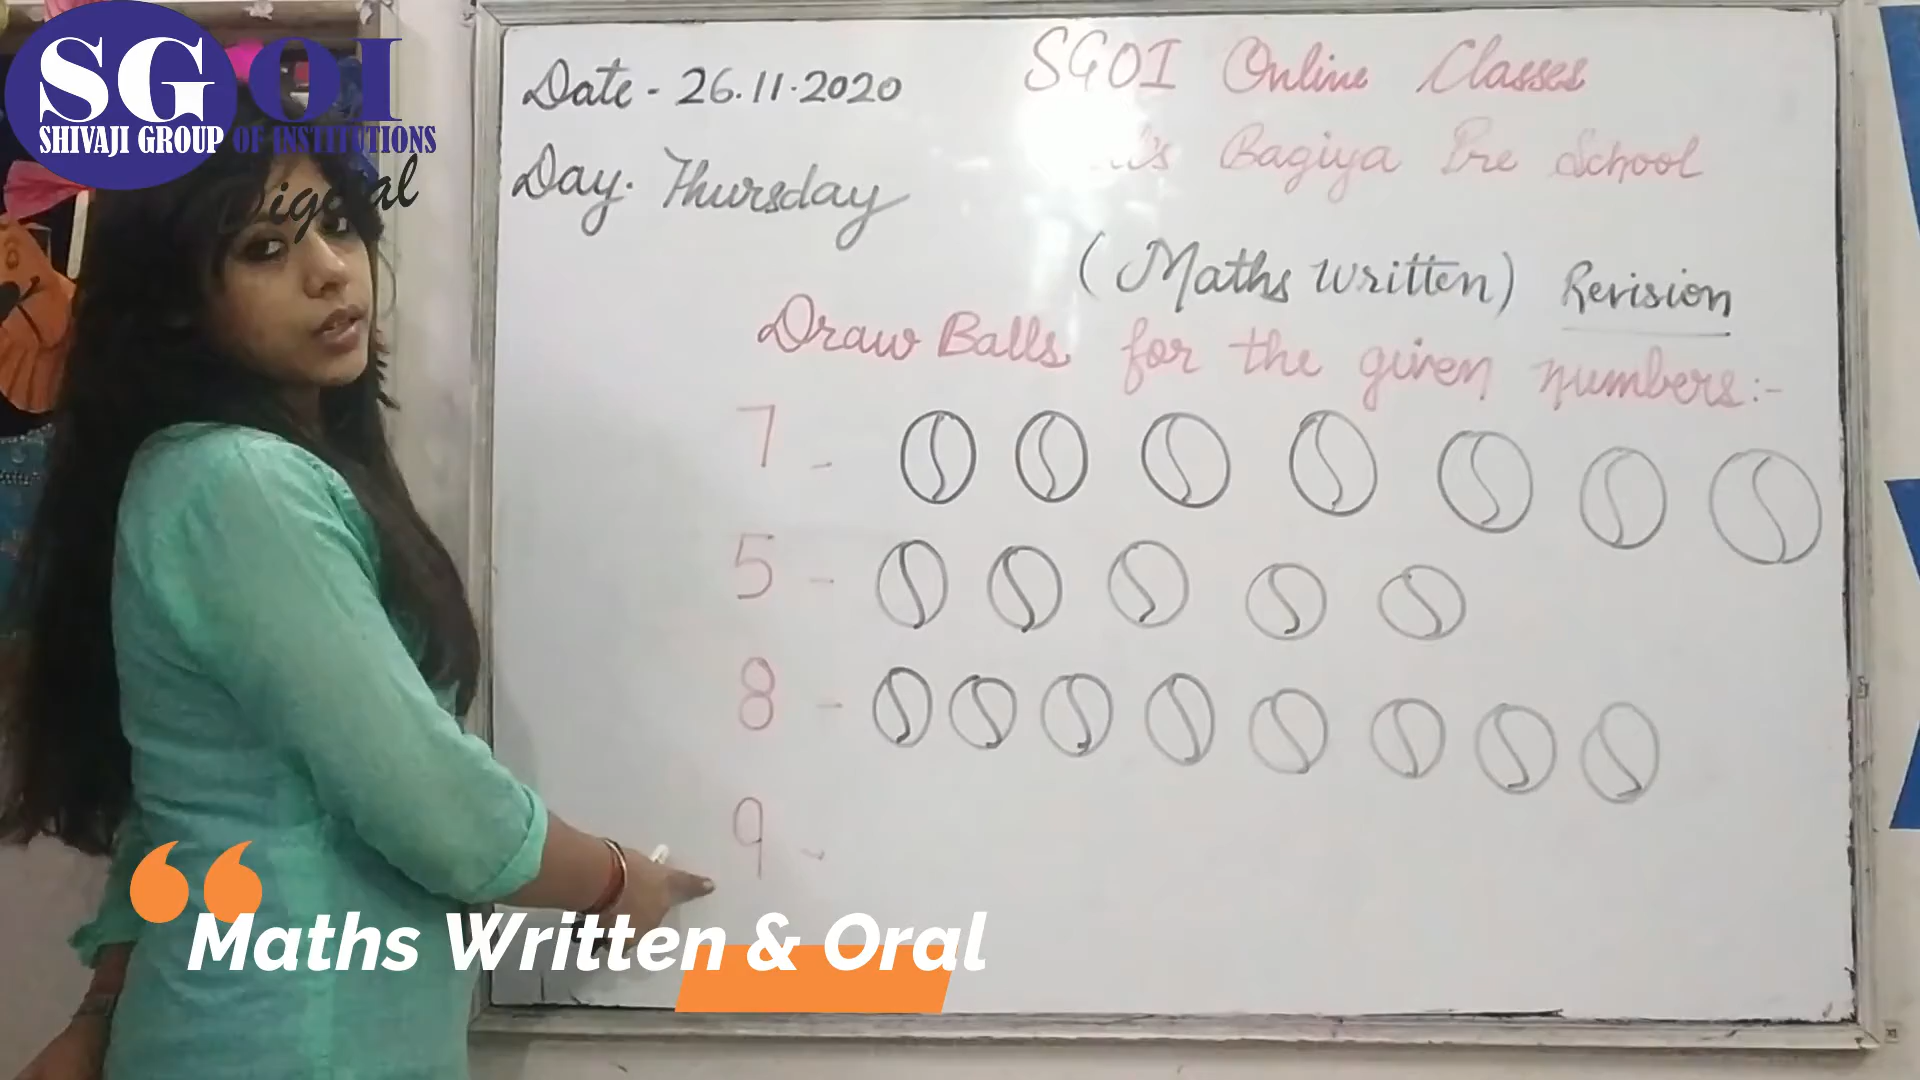 SGOI
SHIVAJI GROUP OF INSTITUTIONS
Digital
Date - 26.11.2020
Day. Thursday
SGOI Online Classes
Bagiya Pre School
(Maths written) Revision
Draw Balls for the given numbers:-
7 -
5 -
8 -
9 -
Maths Written & Oral